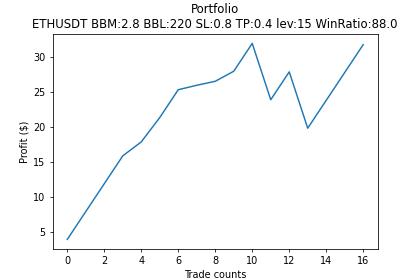 Portfolio
ETHUSDT BBM:2.8 BBL:220 SL:0.8 TP:0.4 lev:15 WinRatio:88.0
Profit ($)
30
25
20
15
10
5
0 2 4 6 8 10 12 14 16
Trade counts